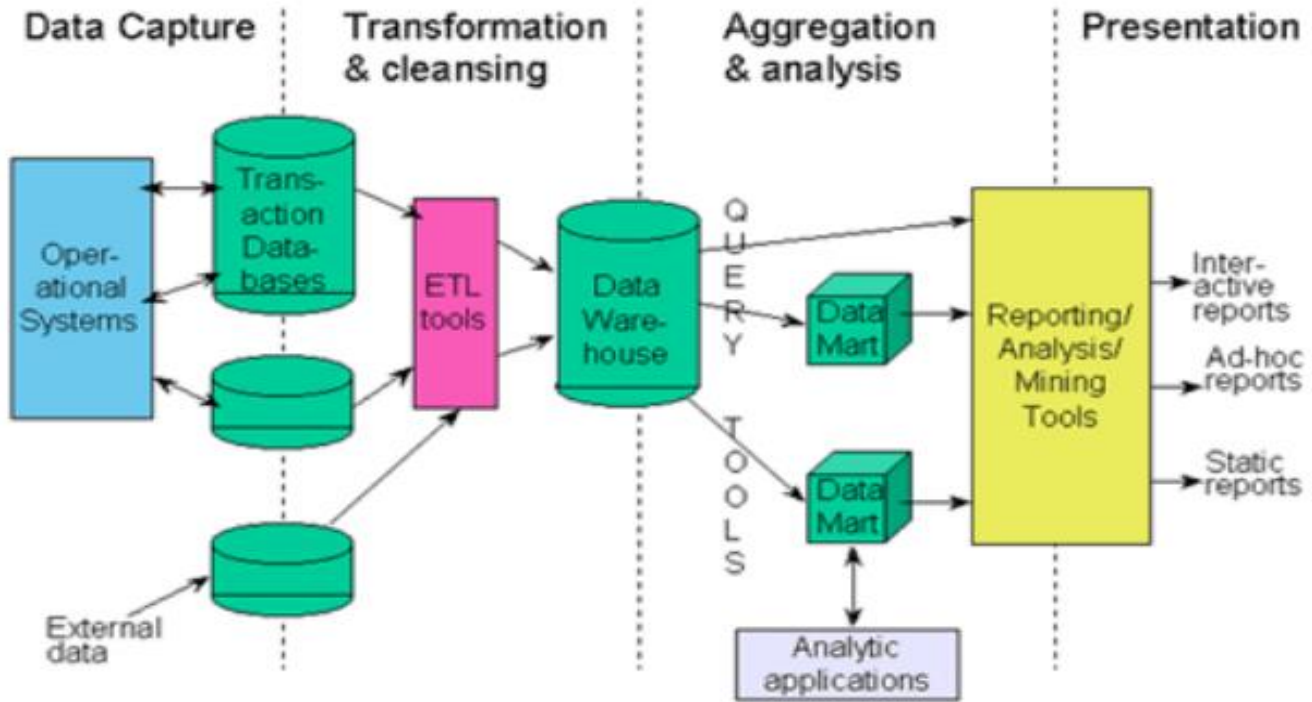 Data Capture
Transformation
& cleansing
Aggregation
& analysis
Presentation
Oper-
ational
Systems
Trans-
action
Data-
bases
External
data
ETL
tools
Data
Ware-
house
QUERY
TOOLS
Data
Mart
Data
Mart
Analytic
applications
Reporting/
Analysis/
Mining
Tools
Inter-
active
reports
Ad-hoc
reports
Static
reports